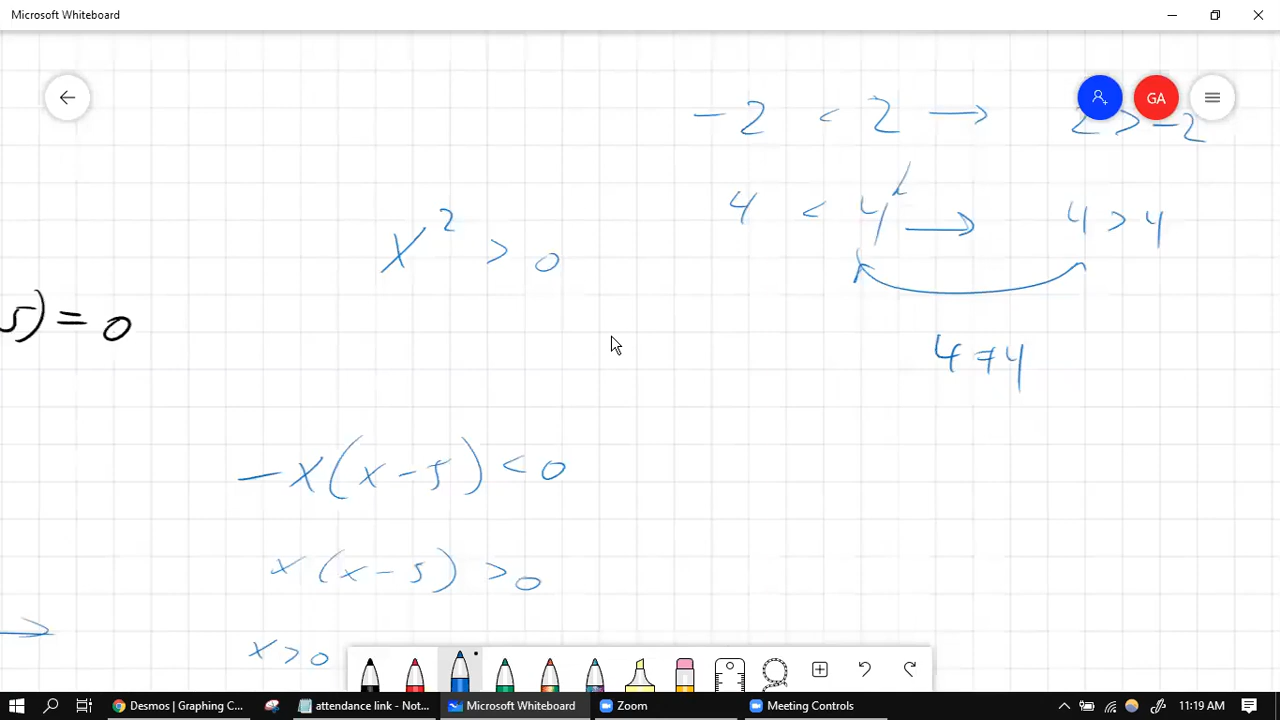 Microsoft Whiteboard
GA
-2 < 2 → 2 > -2
4 < 4 → 4 > 4
x² > 0
5) = 0
4 = 4
-x(x-5) < 0
x(x-5) > 0
→
x > 0
Desmos | Graphing C...
attendance link - Not...
Microsoft Whiteboard
Zoom
Meeting Controls
11:19 AM